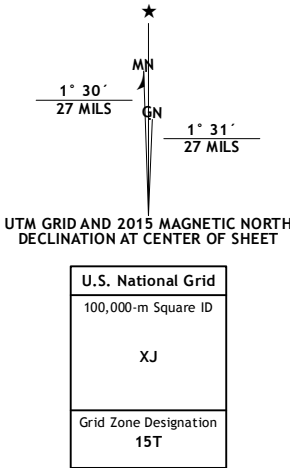 ★
MN
1° 30´
27 MILS
GN
1° 31´
27 MILS
UTM GRID AND 2015 MAGNETIC NORTH
DECLINATION AT CENTER OF SHEET
U.S. National Grid
100,000-m Square ID
XJ
Grid Zone Designation
15T